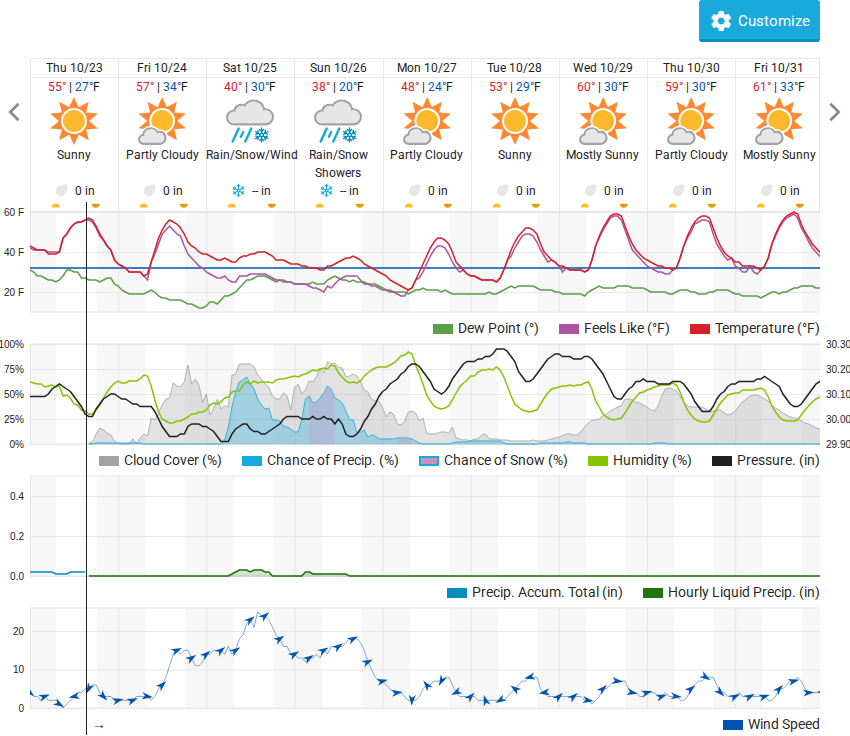 Customize
Thu 10/23 Fri 10/24 Sat 10/25 Sun 10/26 Mon 10/27 Tue 10/28 Wed 10/29 Thu 10/30 Fri 10/31
55° | 27°F 57° | 34°F 40° | 30°F 38° | 20°F 48° | 24°F 53° | 29°F 60° | 30°F 59° | 30°F 61° | 33°F
Sunny Partly Cloudy Rain/Snow/Wind Rain/Snow Showers Partly Cloudy Sunny Mostly Sunny Partly Cloudy Mostly Sunny
0 in 0 in – in – in 0 in 0 in 0 in 0 in 0 in
60 F
40 F
20 F
Dew Point (°) Feels Like (°F) Temperature (°F)
100% 30.30
75% 30.20
50% 30.10
25% 30.00
0% 29.90
Cloud Cover (%) Chance of Precip. (%) Chance of Snow (%) Humidity (%) Pressure. (in)
0.4
0.2
0.0
Precip. Accum. Total (in) Hourly Liquid Precip. (in)
20
10
0
→
Wind Speed